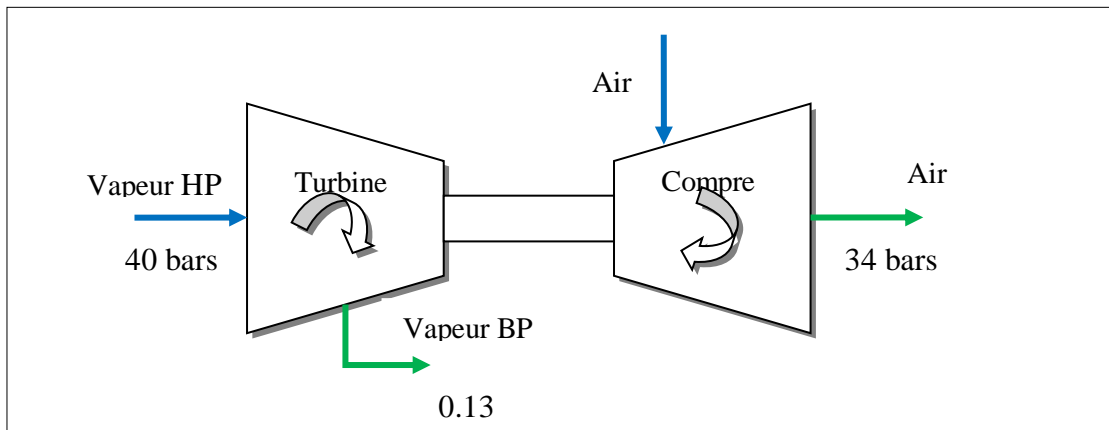 Air
Vapeur HP
Turbine
Compre
Air
40 bars
34 bars
Vapeur BP
0.13